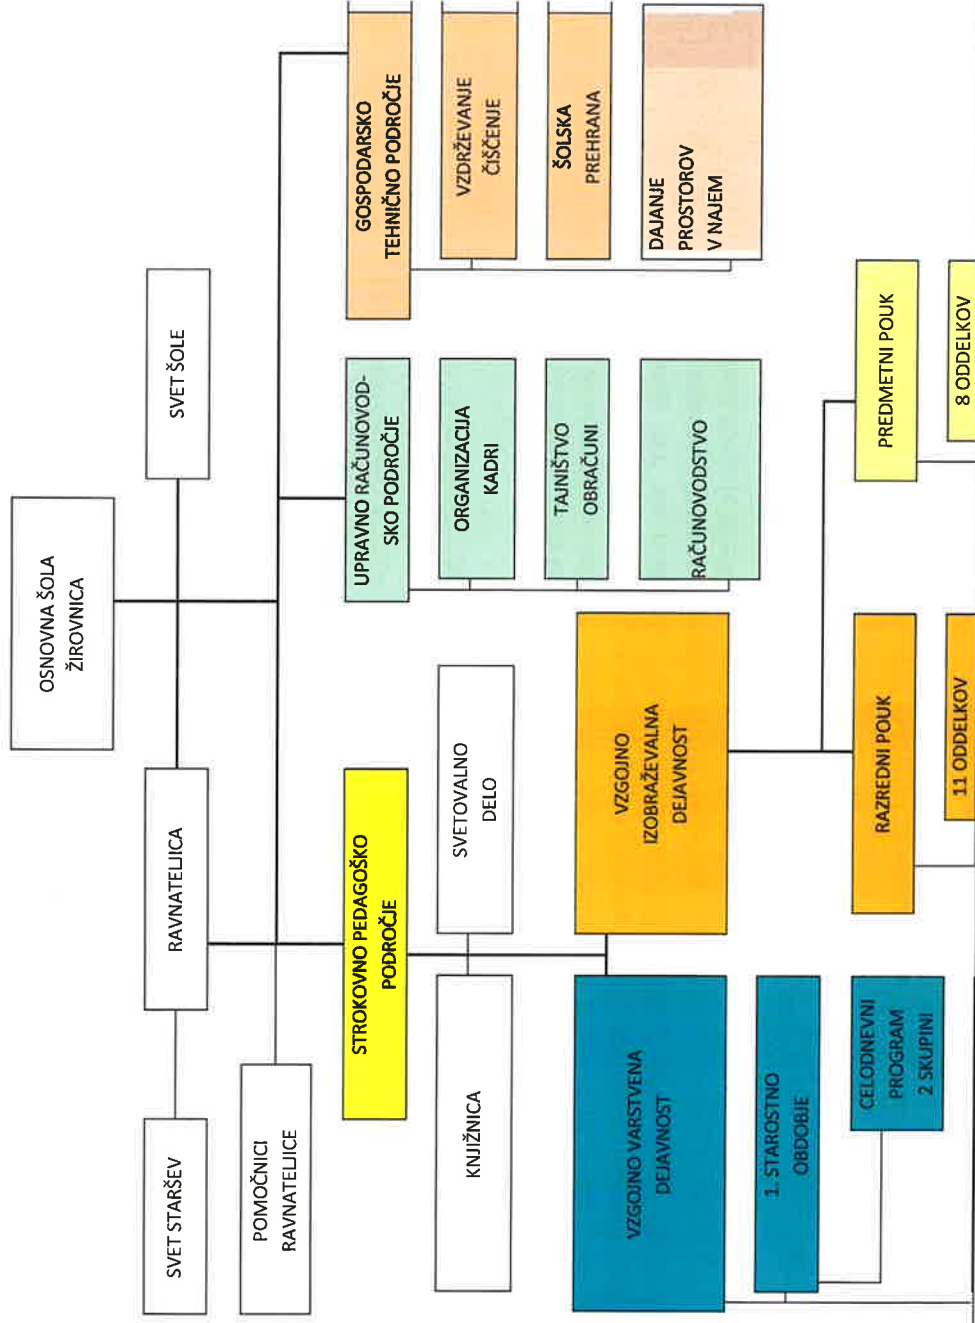 OSNOVNA ŠOLA
ŽIROVNICA
SVET STARŠEV
RAVNATELJICA
SVET ŠOLE
POMOČNICI
RAVNATELJICE
STROKOVNO PEDAGOŠKO
PODROČJE
UPRAVNO RAČUNOVOD-
SKO PODROČJE
GOSPODARSKO
TEHNIČNO PODROČJE
KNJIŽNICA
SVETOVALNO
DELO
ORGANIZACIJA
KADRI
VZDRŽEVANJE
ČIŠČENJE
TAJNIŠTVO
OBRAČUNI
ŠOLSKA
PREHRANA
VZGOJNO VARSTVENA
DEJAVNOST
VZGOJNO
IZOBRAŽEVALNA
DEJAVNOST
RAČUNOVODSTVO
DAJANJE
PROSTOROV
V NAJEM
1. STAROSTNO
OBDOBJE
CELODNEVNI
PROGRAM
2 SKUPINI
RAZREDNI POUK
PREDMETNI POUK
11 ODDELKOV
8 ODDELKOV